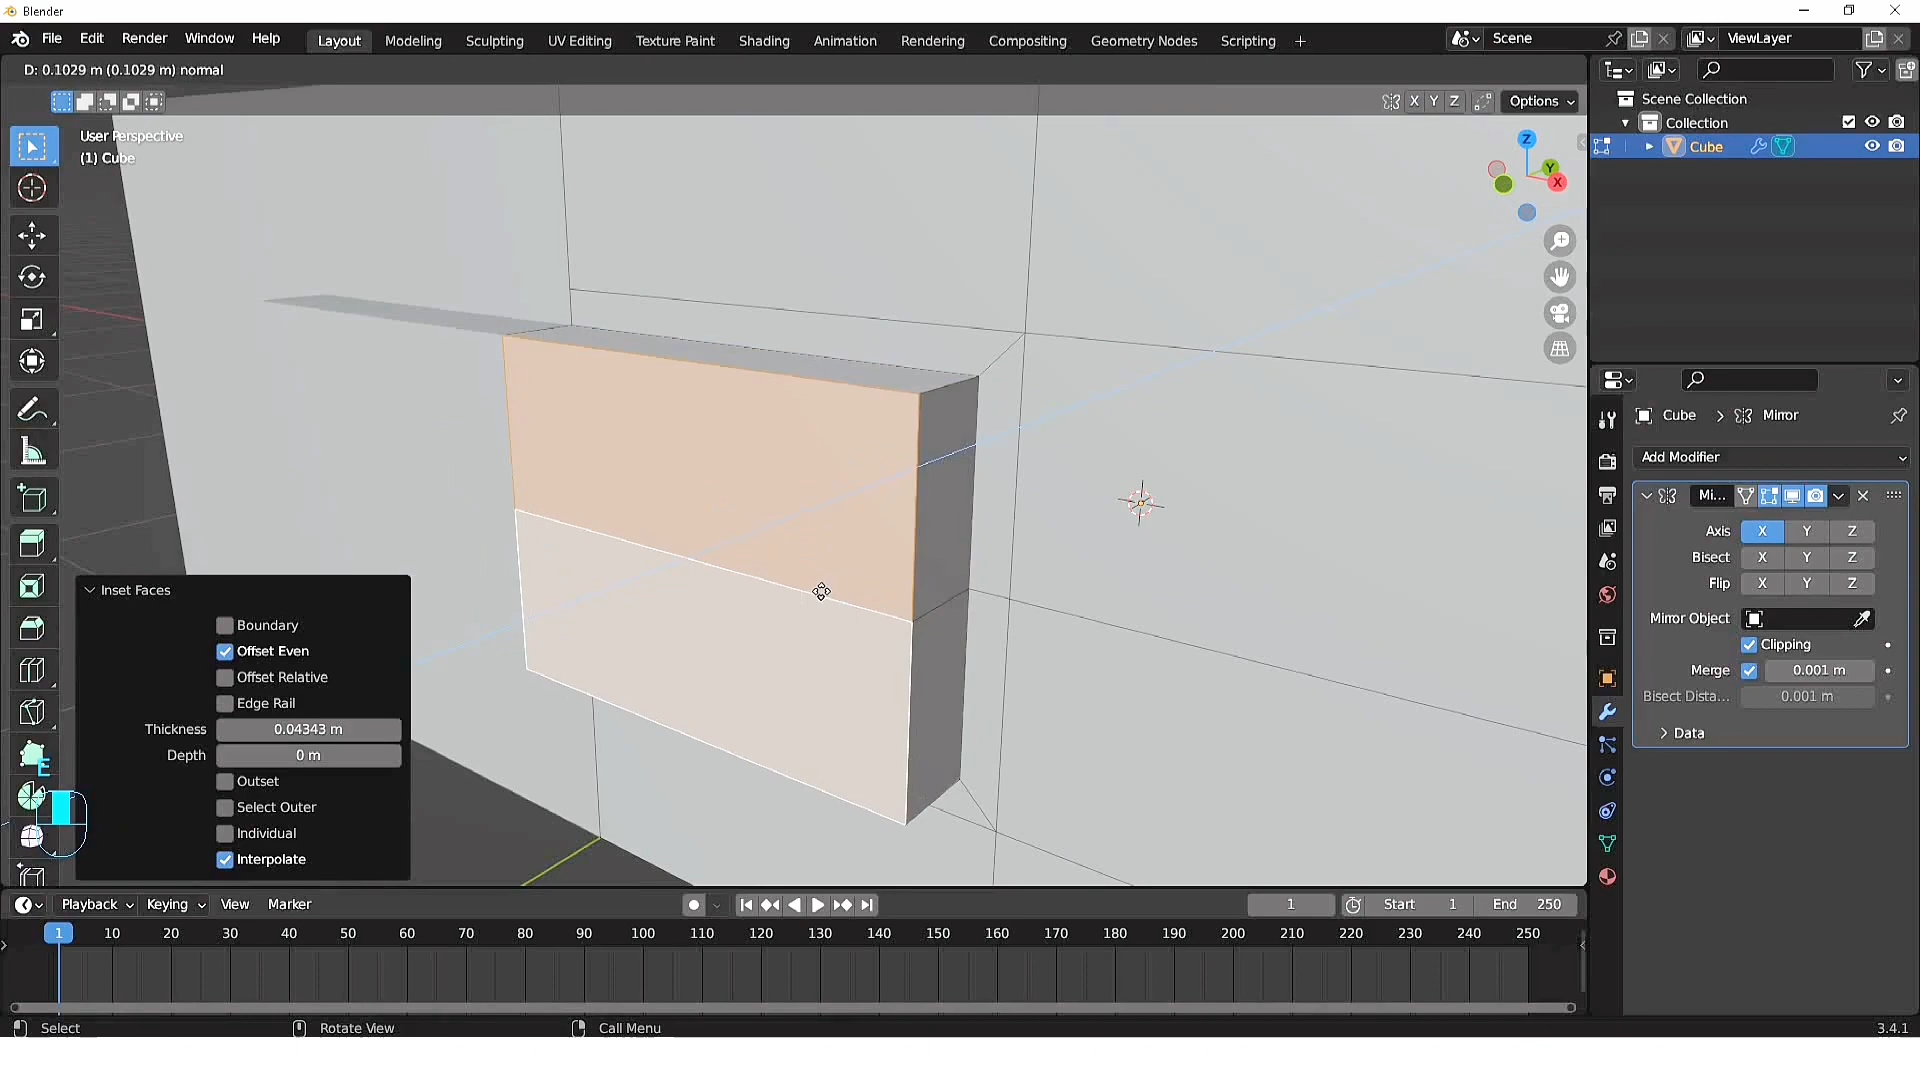 Blender
File Edit Render Window Help Layout Modeling Sculpting UV Editing Texture Paint Shading Animation Rendering Compositing Geometry Nodes Scripting + Scene ViewLayer
D: 0.1029 m (0.1029 m) normal
X Y Z Options
User Perspective
(1) Cube
Z
Y
X
Scene Collection
Collection
Cube
Cube > Mirror
Add Modifier
Mi...
Axis X Y Z
Bisect X Y Z
Flip X Y Z
Mirror Object
Clipping
Merge 0.001 m
Bisect Dista... 0.001 m
Data
Inset Faces
Boundary
Offset Even
Offset Relative
Edge Rail
Thickness 0.04343 m
Depth 0 m
Outset
Select Outer
Individual
Interpolate
E
Playback Keying View Marker 1 Start 1 End 250
1 10 20 30 40 50 60 70 80 90 100 110 120 130 140 150 160 170 180 190 200 210 220 230 240 250
Select Rotate View Call Menu 3.4.1